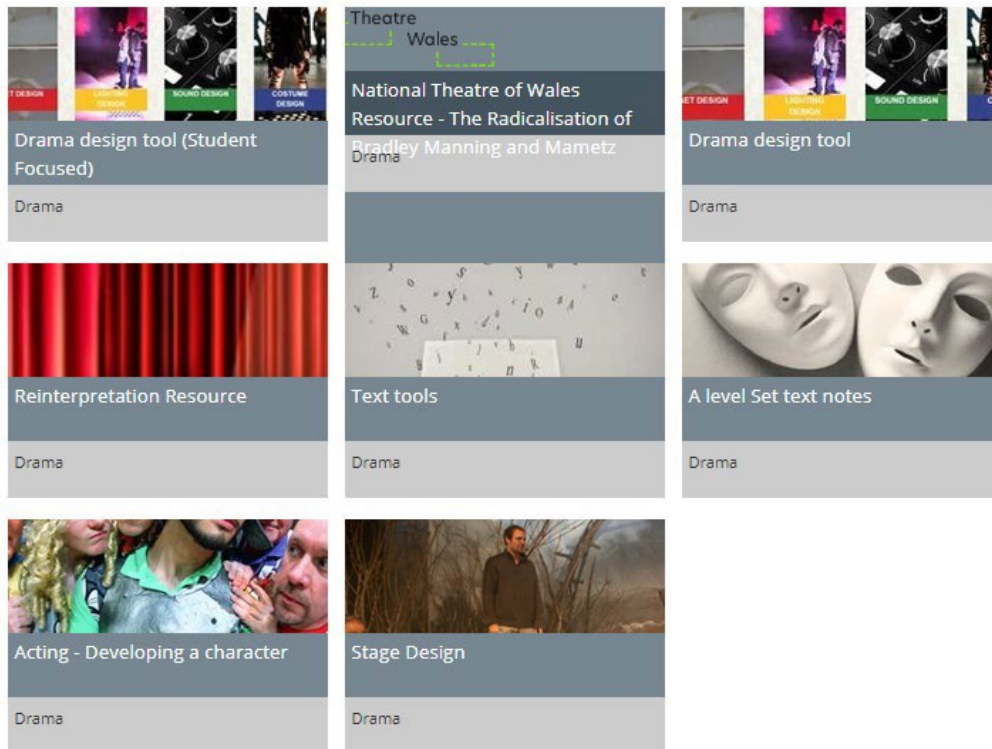 ET DESIGN
LIGHTING
DESIGN
SOUND DESIGN
COSTUME
DESIGN
Drama design tool (Student
Focused)
Drama
Theatre
Wales
National Theatre of Wales
Resource - The Radicalisation of
Bradley Manning and Mametz
Drama
ET DESIGN
LIGHTING
DESIGN
SOUND DESIGN
Drama design tool
Drama
Reinterpretation Resource
Drama
Text tools
Drama
A level Set text notes
Drama
Acting - Developing a character
Drama
Stage Design
Drama